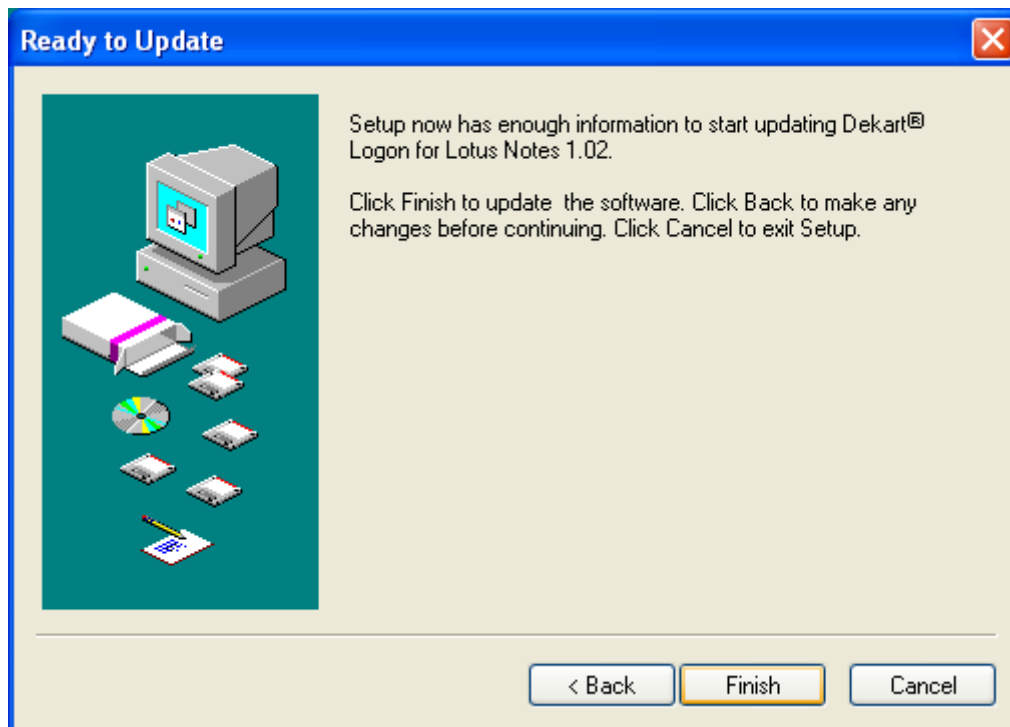 Ready to Update
Setup now has enough information to start updating Dekart®
Logon for Lotus Notes 1.02.
Click Finish to update  the software. Click Back to make any
changes before continuing. Click Cancel to exit Setup.
< Back
Finish
Cancel